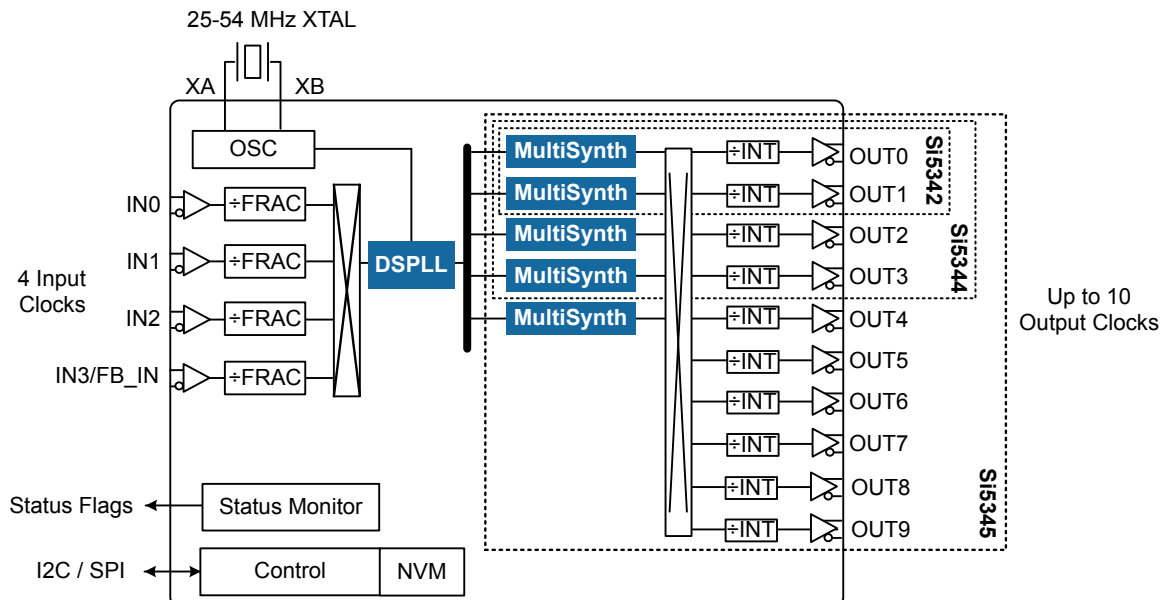 25-54 MHz XTAL
XA
XB
OSC
IN0
÷FRAC
IN1
÷FRAC
IN2
÷FRAC
IN3/FB_IN
÷FRAC
4 Input
Clocks
DSPLL
MultiSynth
MultiSynth
MultiSynth
MultiSynth
MultiSynth
÷INT
OUT0
÷INT
OUT1
÷INT
OUT2
÷INT
OUT3
÷INT
OUT4
÷INT
OUT5
÷INT
OUT6
÷INT
OUT7
÷INT
OUT8
÷INT
OUT9
Si5342
Si5344
Si5345
Up to 10
Output Clocks
Status Flags
Status Monitor
I2C / SPI
Control
NVM